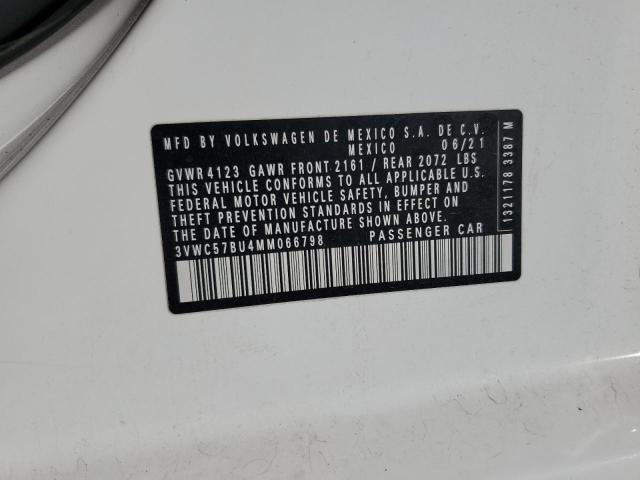 MFD BY VOLKSWAGEN DE MEXICO S.A. DE C.V.
MEXICO 06/21
GVWR 4123 GAWR FRONT 2161 / REAR 2072 LBS
THIS VEHICLE CONFORMS TO ALL APPLICABLE U.S.
FEDERAL MOTOR VEHICLE SAFETY, BUMPER AND
THEFT PREVENTION STANDARDS IN EFFECT ON
THE DATE OF MANUFACTURE SHOWN ABOVE.
3VWC57BU4MM066798 PASSENGER CAR
13211178 3387 M